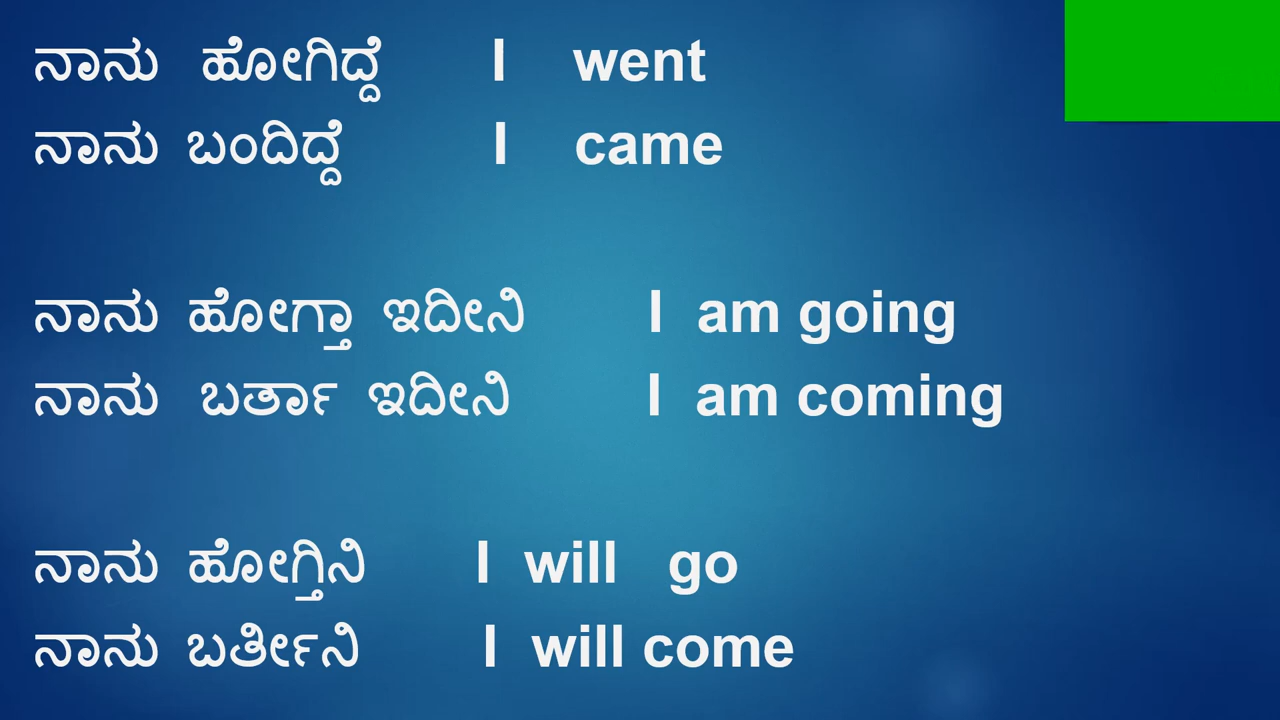 ನಾನು ಹೋಗಿದ್ದೆ I went
ನಾನು ಬಂದಿದ್ದೆ I came
ನಾನು ಹೋಗ್ತಾ ಇದೀನಿ I am going
ನಾನು ಬರ್ತಾ ಇದೀನಿ I am coming
ನಾನು ಹೋಗ್ತಿನಿ I will go
ನಾನು ಬರ್ತೀನಿ I will come